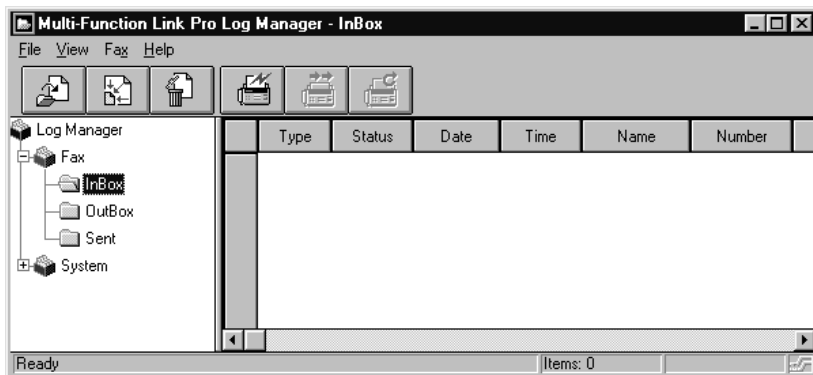 Multi-Function Link Pro Log Manager - InBox
File View Fax Help
Log Manager
Type Status Date Time Name Number
Fax
InBox
OutBox
Sent
System
Ready Items: 0